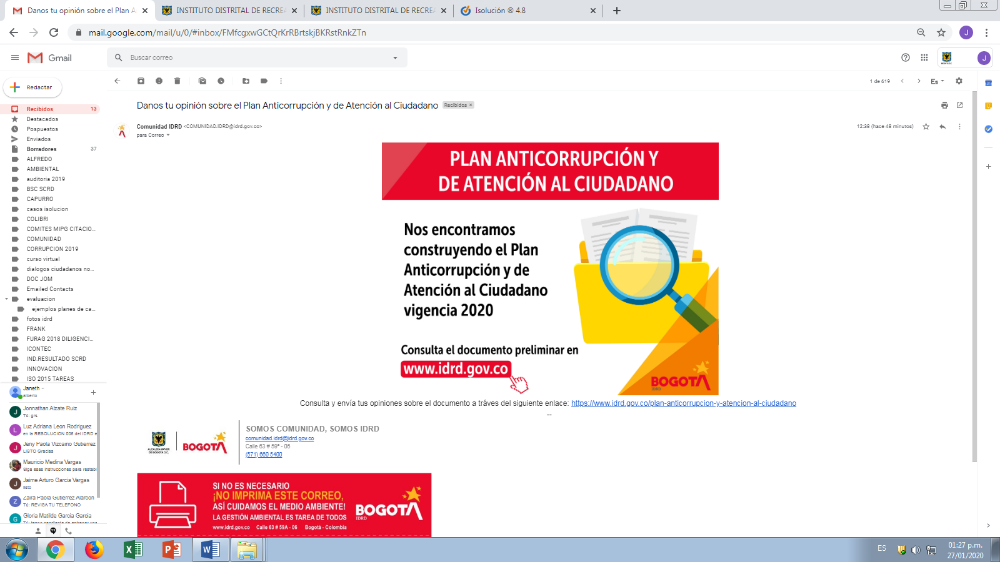 Danos tu opinión sobre el Plan A
INSTITUTO DISTRITAL DE RECREA
INSTITUTO DISTRITAL DE RECREA
Isolución ® 4.8
mail.google.com/mail/u/0/#inbox/FMfcgxwGCtQrKrRBrtskjBKRstRnkZTn
J
Gmail
Buscar correo
J
Redactar
1 de 619
Es
Recibidos 13
Destacados
Pospuestos
Enviados
Borradores 37
ALFREDO
AMBIENTAL
auditoria 2019
BSC SCRD
CAPURRO
casos isolucion
COLIBRI
COMITES MIPG CITACIO...
COMUNIDAD
CORRUPCION 2019
curso virtual
dialogos ciudadanos no...
DOC JOM
Emailed Contacts
evaluacion
ejemplos planes de ca...
fotos idrd
FRANK
FURAG 2018 DILIGENCI...
ICONTEC
IND.RESULTADO SCRD
INNOVACION
ISO 2015 TAREAS
Janeth
alberto
J Jonnathan Alzate Ruiz
Tú: grs
L Luz Adriana Leon Rodriguez
en la RESOLUCION 006 del IDRD e
J Jeny Paola Vizcaino Gutierrez
LISTO Gracias
Mauricio Medina Vargas
Siga esas instrucciones para restabl
J Jaime Arturo Garcia Vargas
listo
Z Zaira Paola Gutierrez Alarcon
Tú: REVISA TU TELEFONO
G Gloria Matilde Garcia Garcia
Danos tu opinión sobre el Plan Anticorrupción y de Atención al Ciudadano Recibidos ×
Comunidad IDRD <COMUNIDAD.IDRD@idrd.gov.co>
para Correo
12:38 (hace 48 minutos)
PLAN ANTICORRUPCIÓN Y
DE ATENCIÓN AL CIUDADANO
Nos encontramos
construyendo el Plan
Anticorrupción y de
Atención al Ciudadano
vigencia 2020
Consulta el documento preliminar en
www.idrd.gov.co
BOGOTÁ
IDRD
Consulta y envía tus opiniones sobre el documento a tráves del siguiente enlace: https://www.idrd.gov.co/plan-anticorrupcion-y-atencion-al-ciudadano
--
ALCALDÍA MAYOR
DE BOGOTÁ D.C.
BOGOTÁ
SOMOS COMUNIDAD, SOMOS IDRD
comunidad.idrd@idrd.gov.co
Calle 63 # 59ª - 06
(571) 660 5400
SI NO ES NECESARIO
¡NO IMPRIMA ESTE CORREO,
ASÍ CUIDAMOS EL MEDIO AMBIENTE!
LA GESTIÓN AMBIENTAL ES TAREA DE TODOS
www.idrd.gov.co Calle 63 # 59A - 06 Bogotá - Colombia
BOGOTÁ
IDRD
ES
01:27 p.m.
27/01/2020